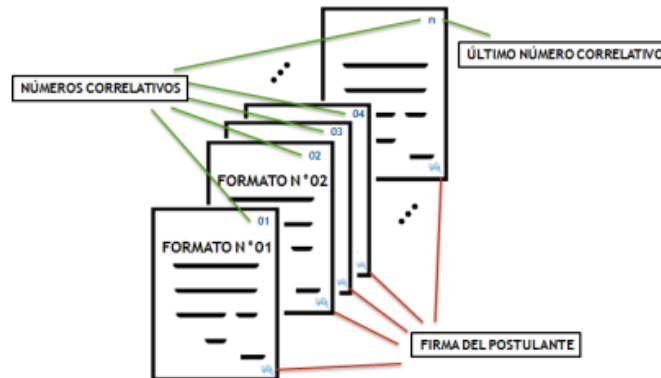 n
ÚLTIMO NÚMERO CORRELATIVO
NÚMEROS CORRELATIVOS
04
03
02
FORMATO N°02
01
FORMATO N°01
FIRMA DEL POSTULANTE